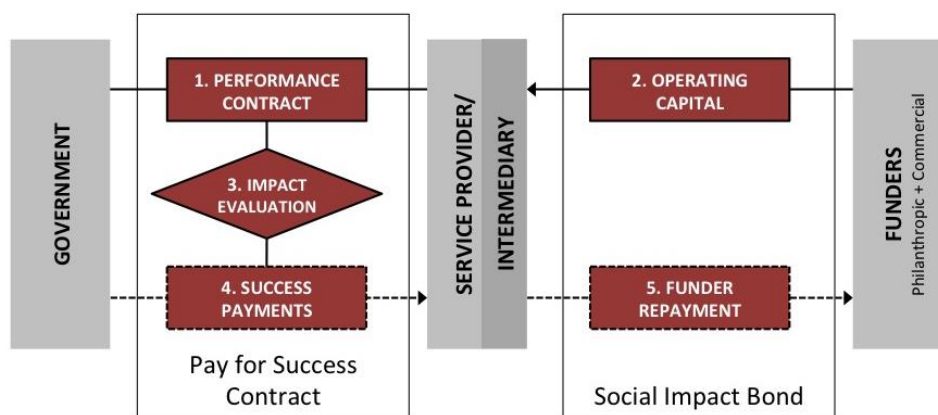 GOVERNMENT
1. PERFORMANCE
CONTRACT
3. IMPACT
EVALUATION
4. SUCCESS
PAYMENTS
Pay for Success
Contract
SERVICE PROVIDER/
INTERMEDIARY
2. OPERATING
CAPITAL
5. FUNDER
REPAYMENT
Social Impact Bond
FUNDERS
Philanthropic + Commercial